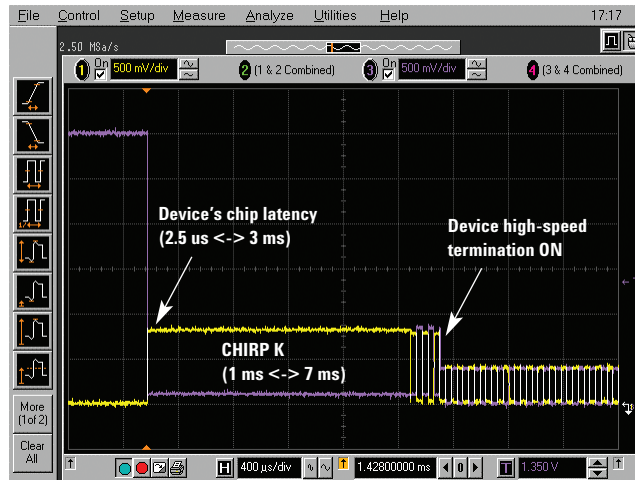 File Control Setup Measure Analyze Utilities Help 17:17
2.50 MSa/s
1 On 500 mV/div 2 (1 & 2 Combined) 3 On 500 mV/div 4 (3 & 4 Combined)
Device's chip latency
(2.5 us <-> 3 ms)
Device high-speed
termination ON
CHIRP K
(1 ms <-> 7 ms)
More
(1of 2)
Clear
All
H 400 µs/div 1.42800000 ms 0 T 1.350 V